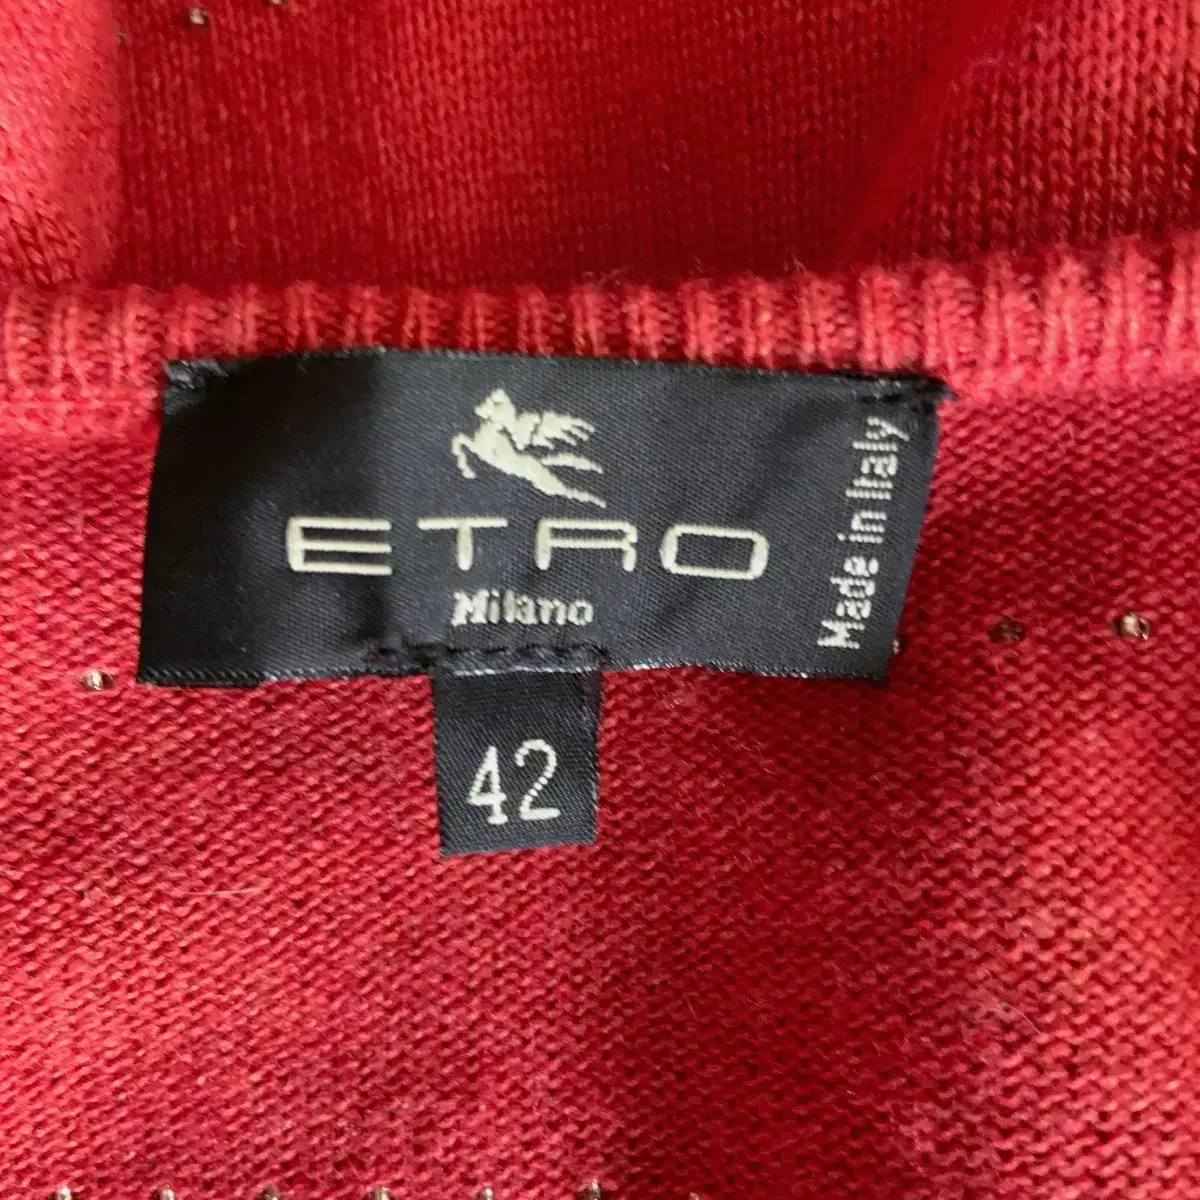 ETRO
Milano
Made in Italy
42